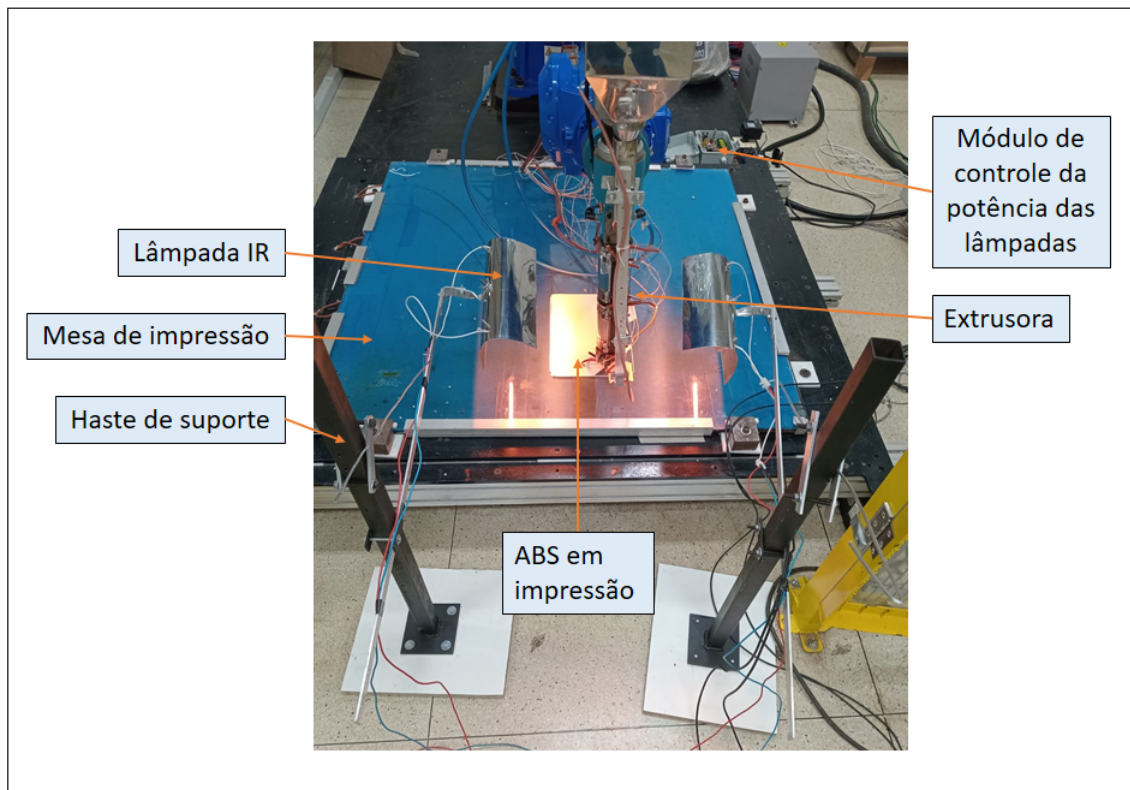 Módulo de
controle da
potência das
lâmpadas
Lâmpada IR
Extrusora
Mesa de impressão
Haste de suporte
ABS em
impressão